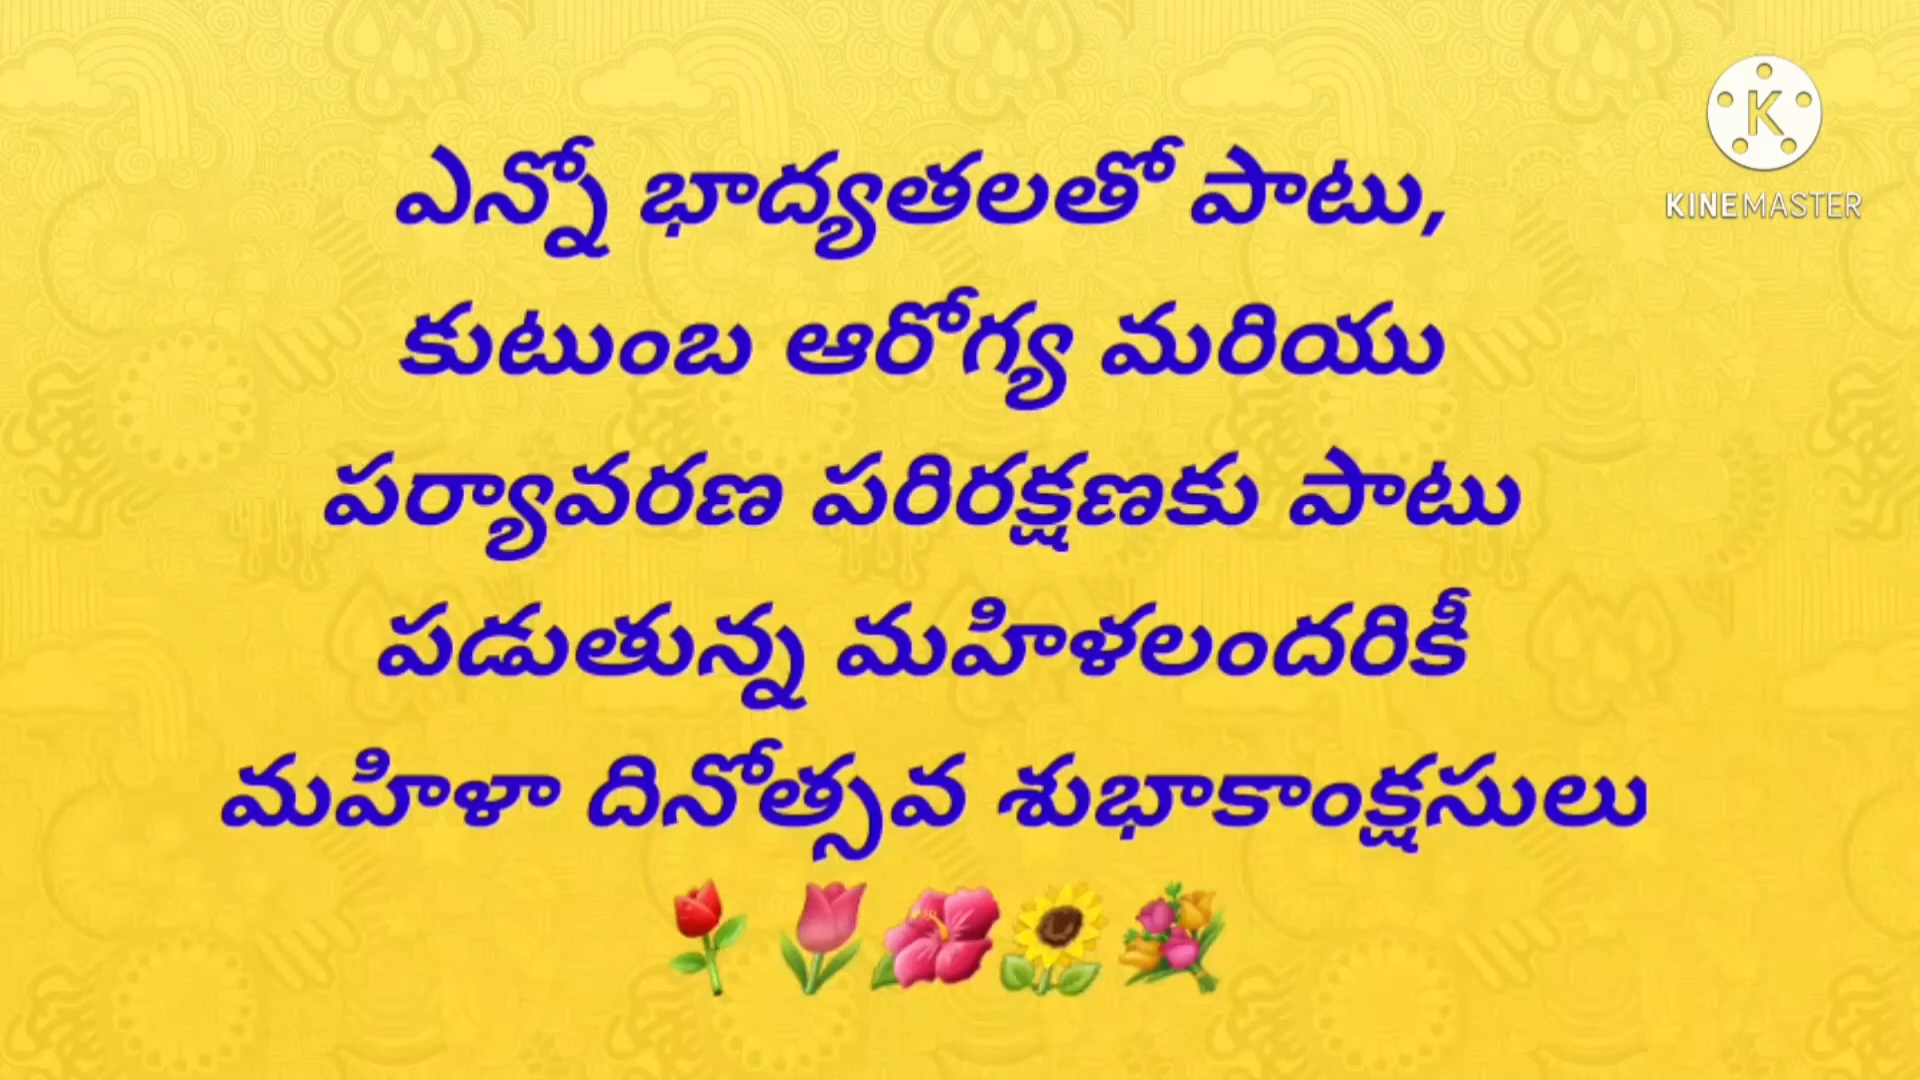 ఎన్నో భాద్యతలతో పాటు,
కుటుంబ ఆరోగ్య మరియు
పర్యావరణ పరిరక్షణకు పాటు
పడుతున్న మహిళలందరికీ
మహిళా దినోత్సవ శుభాకాంక్షసులు
🌹🌷🌺🌻💐
K
KINEMASTER